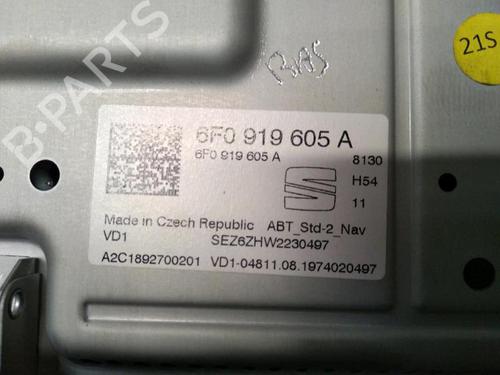 21S
BAS
B-PARTS
6F0 919 605 A
6F0 919 605 A 8130
H54
11
Made in Czech Republic ABT_Std-2_Nav
VD1 SEZ6ZHW2230497
A2C1892700201 VD1-04811.08.1974020497